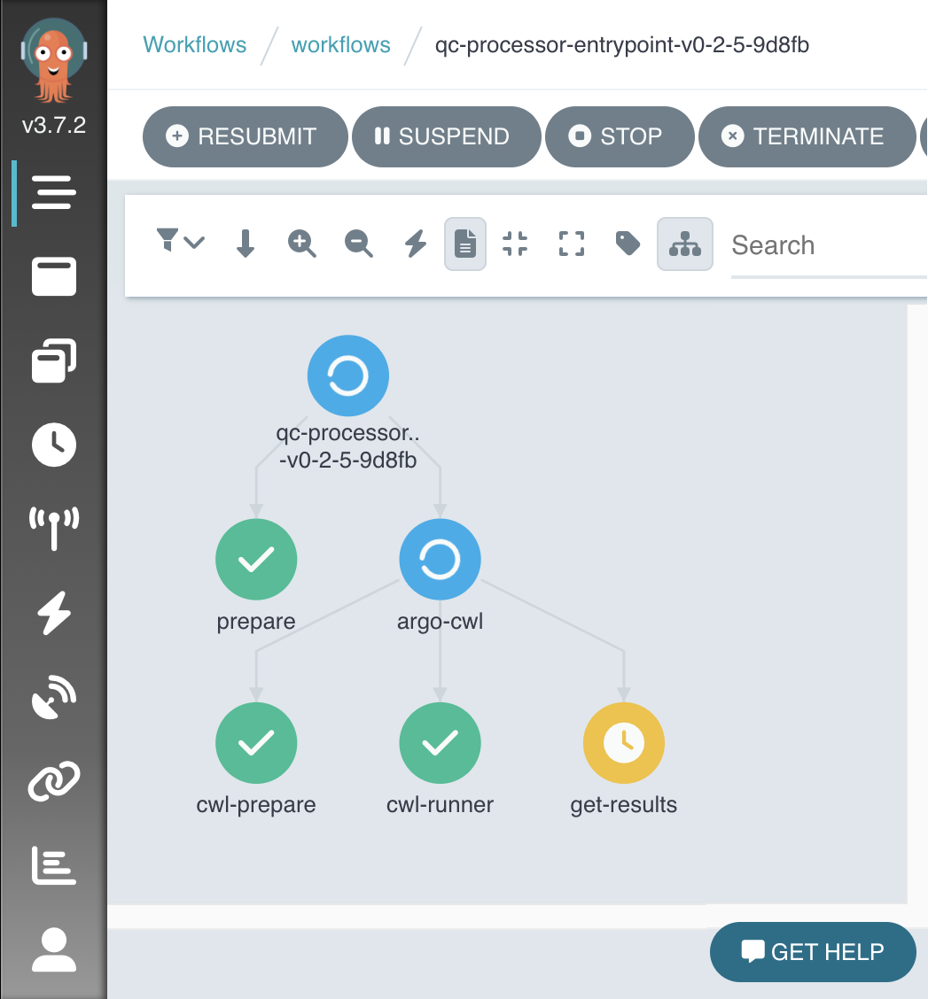 Workflows / workflows / qc-processor-entrypoint-v0-2-5-9d8fb
v3.7.2
RESUBMIT SUSPEND STOP TERMINATE
Search
qc-processor..
-v0-2-5-9d8fb
prepare argo-cwl
cwl-prepare cwl-runner get-results
GET HELP